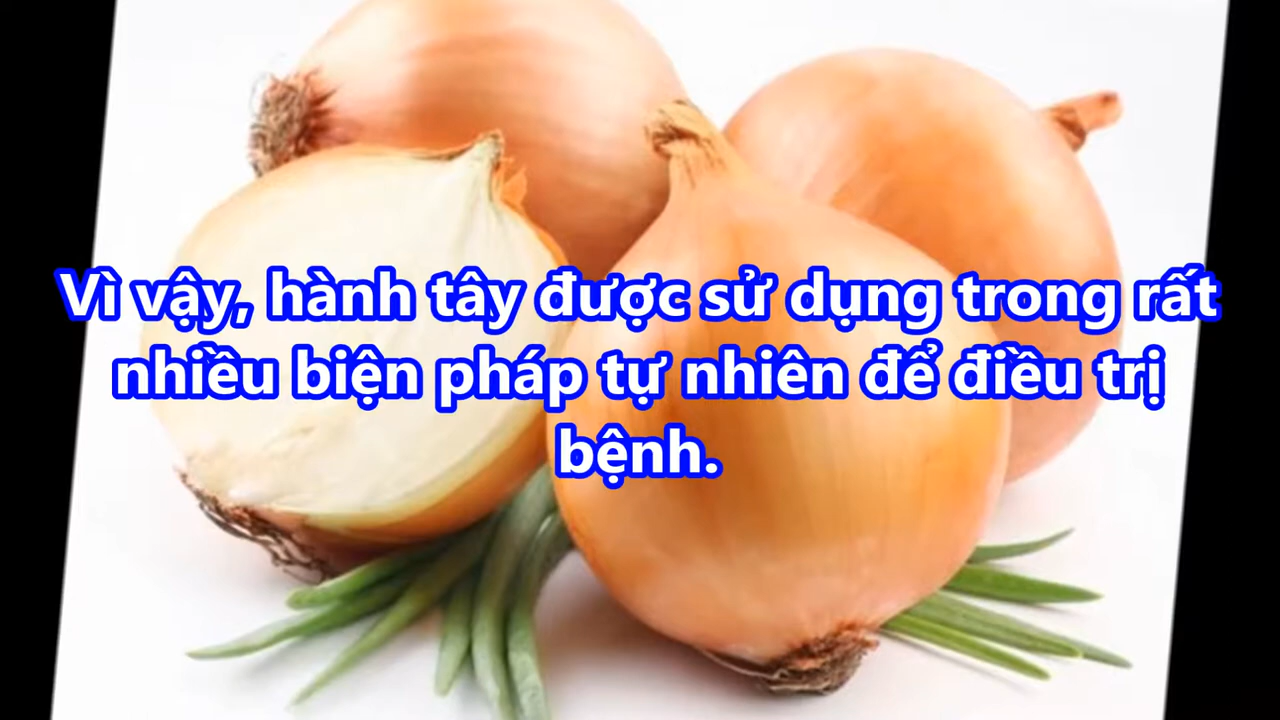 Vì vậy, hành tây được sử dụng trong rất
nhiều biện pháp tự nhiên để điều trị
bệnh.